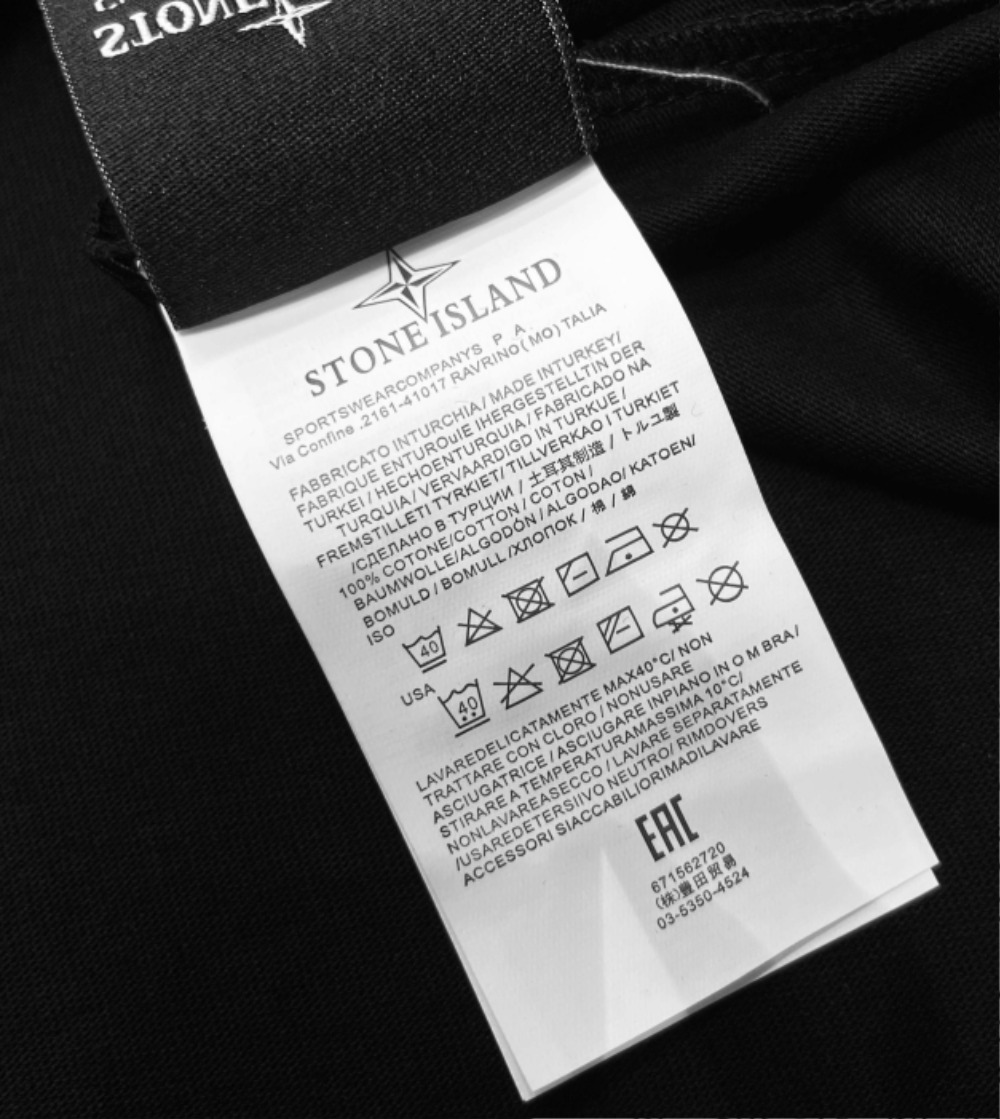 STONE
STONE ISLAND
SPORTSWEARCOMPANYS P A.
Via Confine .2161-41017 RAVRINO(MO) TALIA
FABBRICATO INTURCHIA/ MADE INTURKEY/
FABRIQUE ENTUROuIE IHERGESTELLTIN DER
TURKEI / HECHOENTURQUIA / FABRICADO NA
TURQUIA / VERVAARDIGD IN TURKUE /
FREMSTILLETI TYRKIET/ TILLVERKAO I TURKIET
/СДЕЛАНО В ТУРЦИИ / 土耳其制造 / トルコ製
100% COTONE/COTTON / COTON /
BAUMWOLLE/ALGODÓN / ALGODAO/ KATOEN/
BOMULD / BOMULL /ХЛОПОК / 棉 / 綿
ISO
40
USA
40
LAVAREDELICATAMENTE MAX40°C/ NON
TRATTARE CON CLORO / NONUSARE
ASCIUGATRICE / ASCIUGARE INPIANO IN O M BRA /
STIRARE A TEMPERATURAMASSIMA 10°C/
NONLAVAREASECCO / LAVARE SEPARATAMENTE
/USAREDETERSIIVO NEUTRO/ RIMDOVERS
ACCESSORI SIACCABILIORIMADILAVARE
EAC
671562720
(株)豊田贸易
03-5350-4524